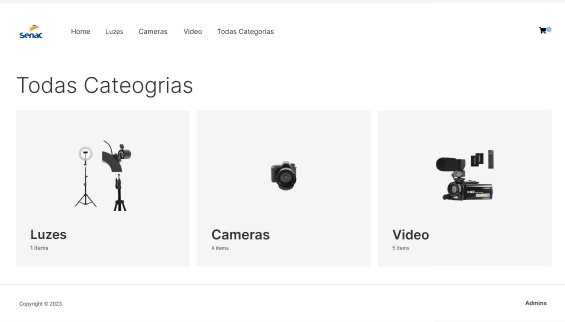 Senac
Home Luzes Cameras Video Todas Categorias
Todas Cateogrias
Luzes
1 items
Cameras
4 items
Video
5 items
Copyright © 2023.
Admins